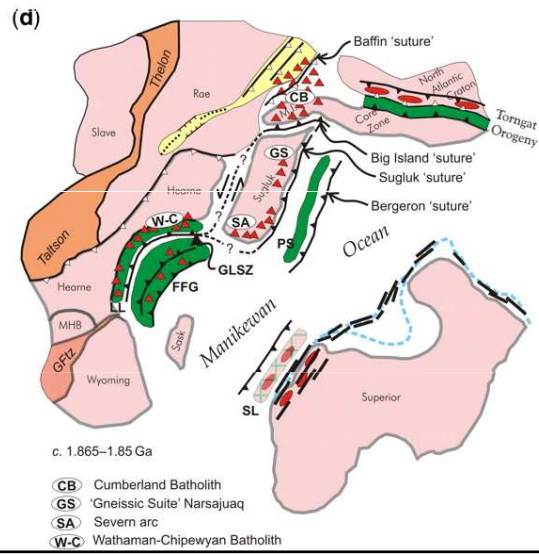 (d)
Baffin 'suture'
Thelon
Rae
North
Atlantic
Craton
CB
Slave
Core
Zone
Torngat
Orogeny
GS
Big Island 'suture'
Sugluk 'suture'
?
Hearne
Sugluk
Bergeron 'suture'
W-C
SA
?
PS
Ocean
Taltson
GLSZ
FFG
Hearne
LL
Manikewan
MHB
Sask
GFtz
Wyoming
SL
Superior
c. 1.865–1.85 Ga
CB Cumberland Batholith
GS 'Gneissic Suite' Narsajuaq
SA Severn arc
W-C Wathaman-Chipewyan Batholith